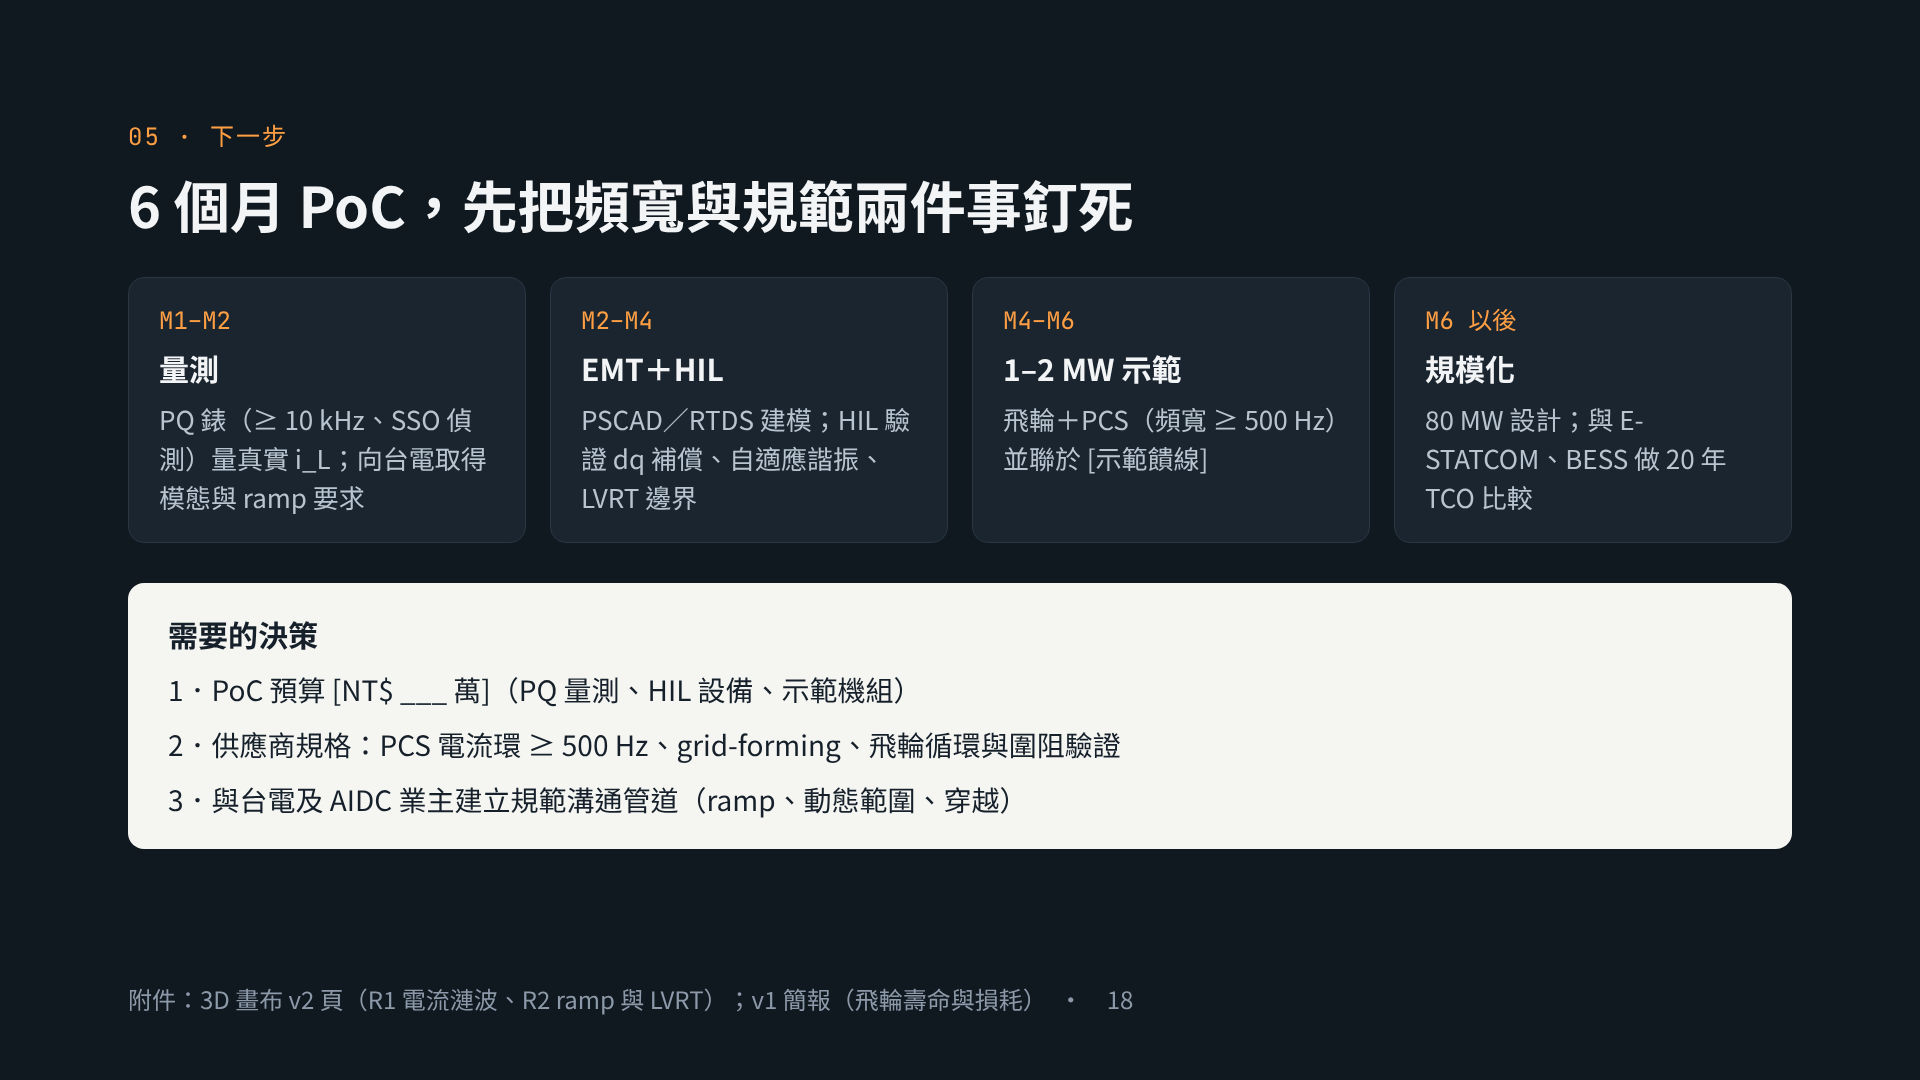 05 · 下一步
6 個月 PoC，先把頻寬與規範兩件事釘死
M1–M2
量測
PQ 錶（≥ 10 kHz、SSO 偵
測）量真實 i_L；向台電取得
模態與 ramp 要求
M2–M4
EMT＋HIL
PSCAD／RTDS 建模；HIL 驗
證 dq 補償、自適應諧振、
LVRT 邊界
M4–M6
1–2 MW 示範
飛輪＋PCS（頻寬 ≥ 500 Hz）
並聯於 [示範饋線]
M6 以後
規模化
80 MW 設計；與 E-
STATCOM、BESS 做 20 年
TCO 比較
需要的決策
1．PoC 預算 [NT$ ___ 萬]（PQ 量測、HIL 設備、示範機組）
2．供應商規格：PCS 電流環 ≥ 500 Hz、grid-forming、飛輪循環與圍阻驗證
3．與台電及 AIDC 業主建立規範溝通管道（ramp、動態範圍、穿越）
附件：3D 畫布 v2 頁（R1 電流漣波、R2 ramp 與 LVRT）；v1 簡報（飛輪壽命與損耗） • 18